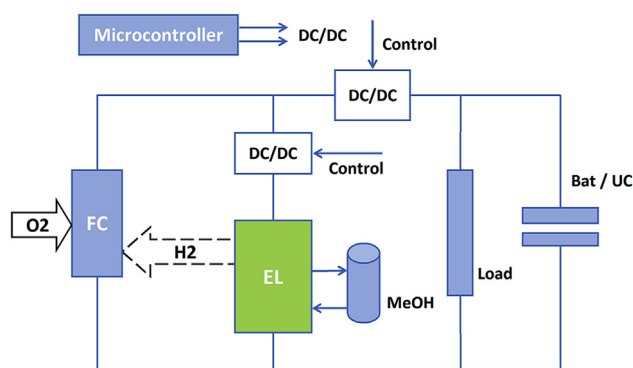 Microcontroller
DC/DC
Control
DC/DC
DC/DC
Control
Bat / UC
O2
FC
H2
EL
Load
MeOH